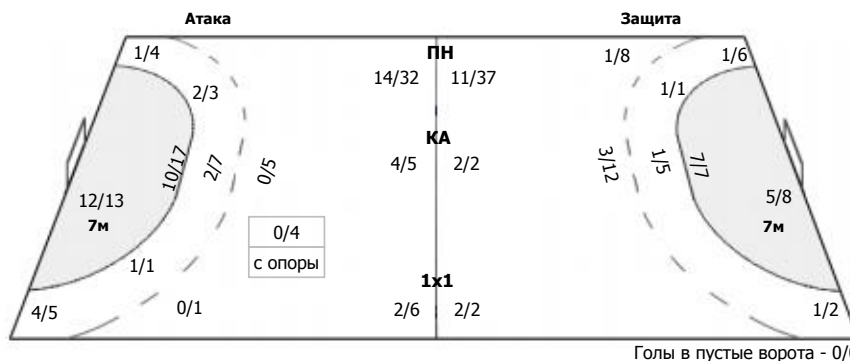 Атака Защита
1/4 ПН 1/8 1/6
14/32 11/37
2/3 1/1
КА
10/17 2/7 0/5 4/5 2/2 3/12 1/5 7/7
12/13 5/8
7м 7м
0/4
с опоры
1/1
1x1
4/5 0/1 2/6 2/2 1/2
Голы в пустые ворота -